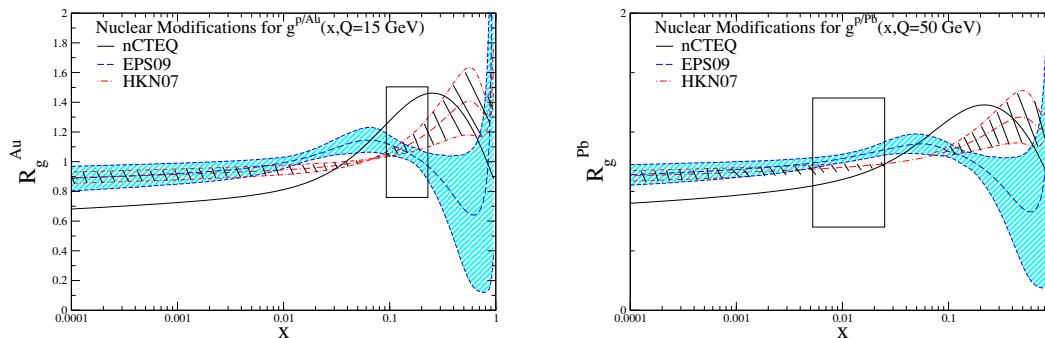 Nuclear Modifications for g^p/Au (x,Q=15 GeV)
nCTEQ
EPS09
HKN07
R_g^Au
2
1.8
1.6
1.4
1.2
1
0.8
0.6
0.4
0.2
0
0.0001
0.001
0.01
0.1
1
x
Nuclear Modifications for g^p/Pb (x,Q=50 GeV)
nCTEQ
EPS09
HKN07
R_g^Pb
2
2
0.0001
0.001
0.01
0.1
x